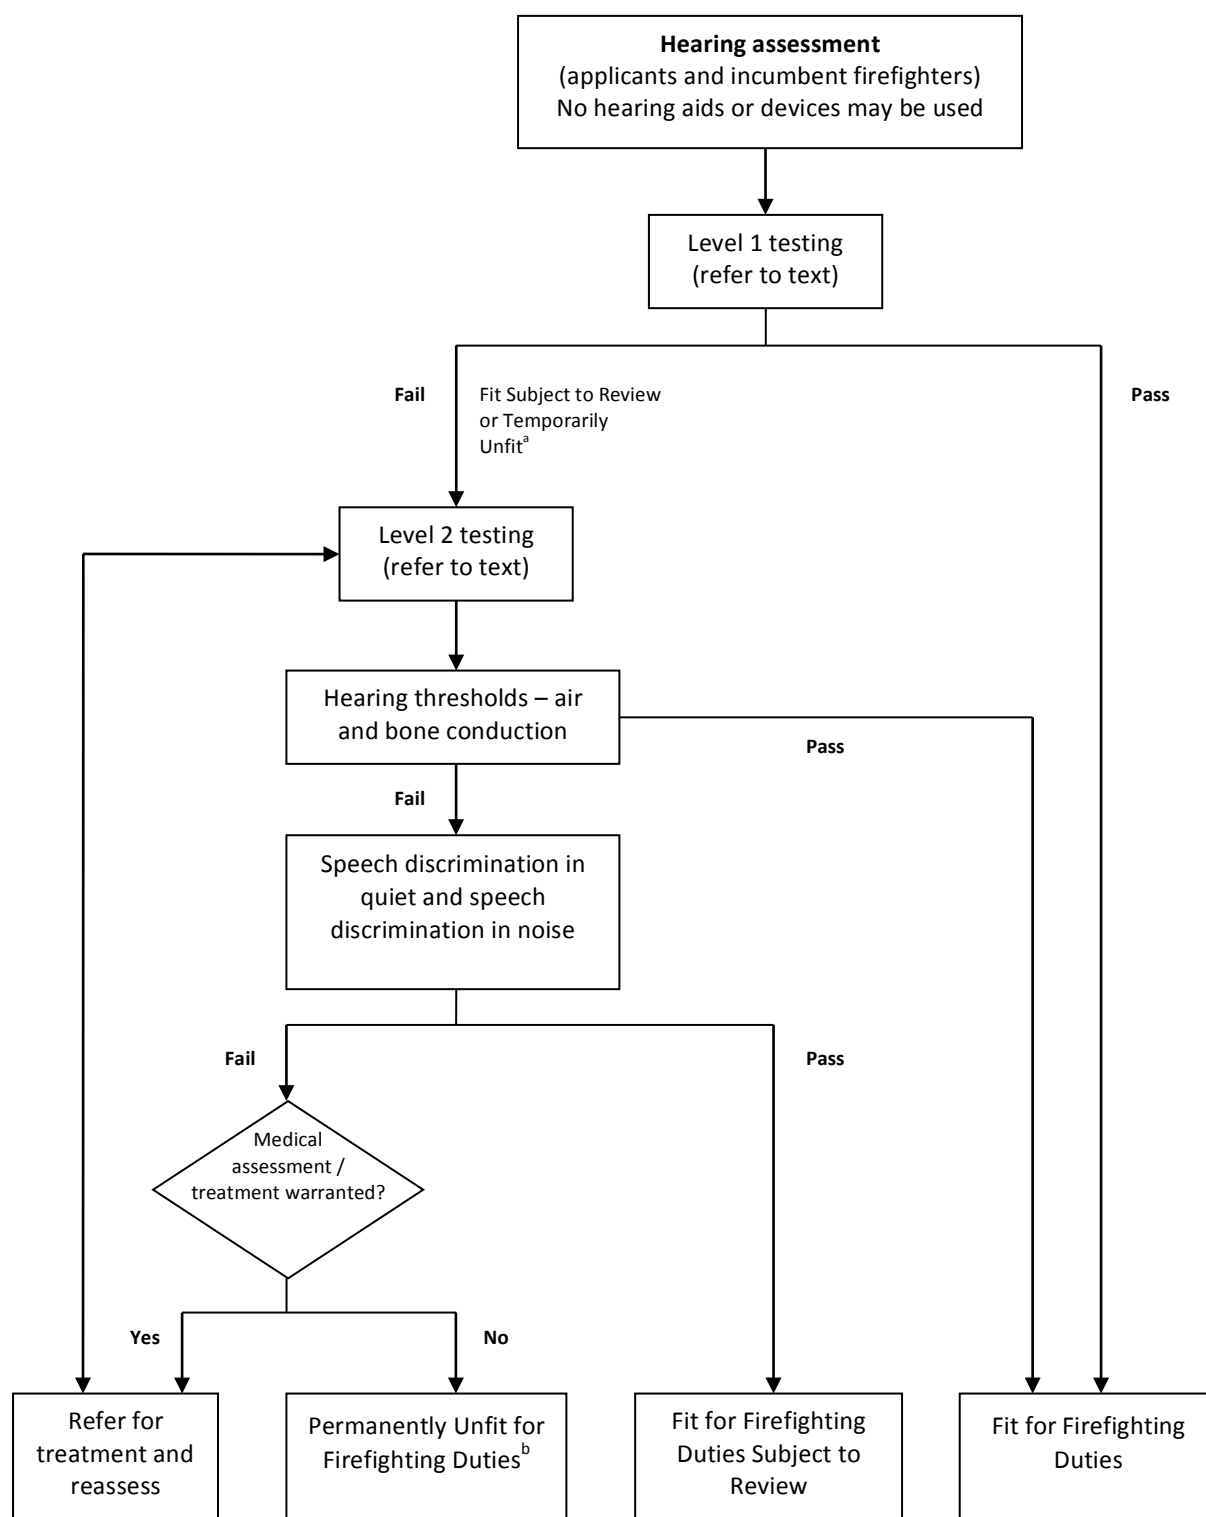 Hearing assessment
(applicants and incumbent firefighters)
No hearing aids or devices may be used
Level 1 testing
(refer to text)
Fail
Fit Subject to Review
or Temporarily
Unfitᵃ
Pass
Level 2 testing
(refer to text)
Hearing thresholds – air
and bone conduction
Pass
Fail
Speech discrimination in
quiet and speech
discrimination in noise
Fail
Pass
Medical
assessment /
treatment warranted?
Yes
No
Refer for
treatment and
reassess
Permanently Unfit for
Firefighting Dutiesᵇ
Fit for Firefighting
Duties Subject to
Review
Fit for Firefighting
Duties